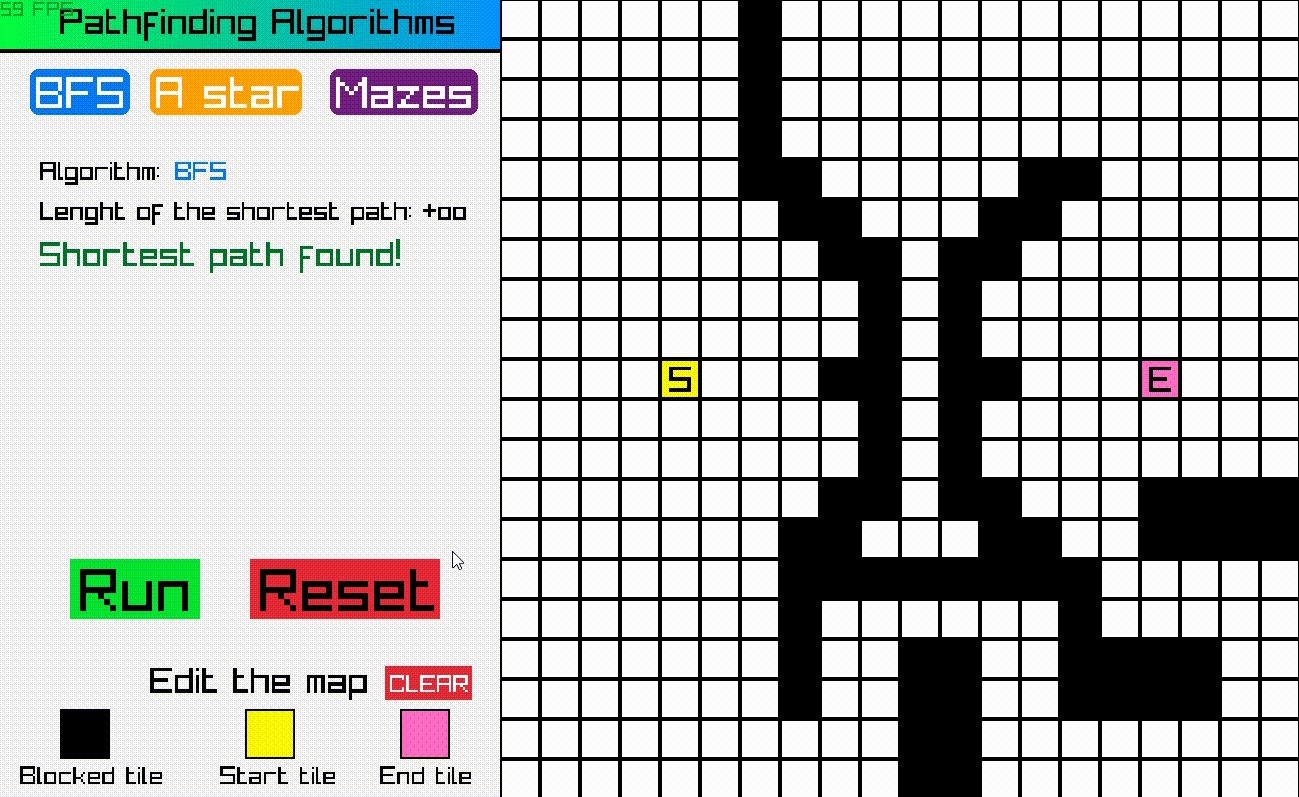 59 FPS
Pathfinding Algorithms
BFS A star Mazes
Algorithm: BFS
Lenght of the shortest path: +oo
Shortest path found!
S E
Run Reset
Edit the map CLEAR
Blocked tile Start tile End tile